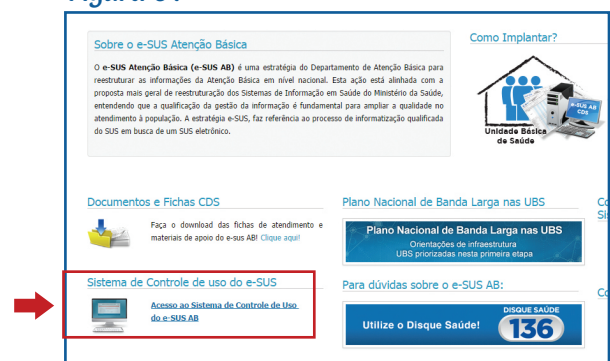 Sobre o e-SUS Atenção Básica
O e-SUS Atenção Básica (e-SUS AB) é uma estratégia do Departamento de Atenção Básica para
reestruturar as informações da Atenção Básica em nível nacional. Esta ação está alinhada com a
proposta mais geral de reestruturação dos Sistemas de Informação em Saúde do Ministério da Saúde,
entendendo que a qualificação da gestão da informação é fundamental para ampliar a qualidade no
atendimento à população. A estratégia e-SUS, faz referência ao processo de informatização qualificada
do SUS em busca de um SUS eletrônico.
Como Implantar?
e-SUS AB
CDS
Unidade Básica
de Saúde
Documentos e Fichas CDS
Faça o download das fichas de atendimento e
materiais de apoio do e-sus AB! Clique aqui!
Plano Nacional de Banda Larga nas UBS
Plano Nacional de Banda Larga nas UBS
Orientações de infraestrutura
UBS priorizadas nesta primeira etapa
Sistema de Controle de uso do e-SUS
Acesso ao Sistema de Controle de Uso
do e-SUS AB
Para dúvidas sobre o e-SUS AB:
Utilize o Disque Saúde!
DISQUE SAÚDE
136